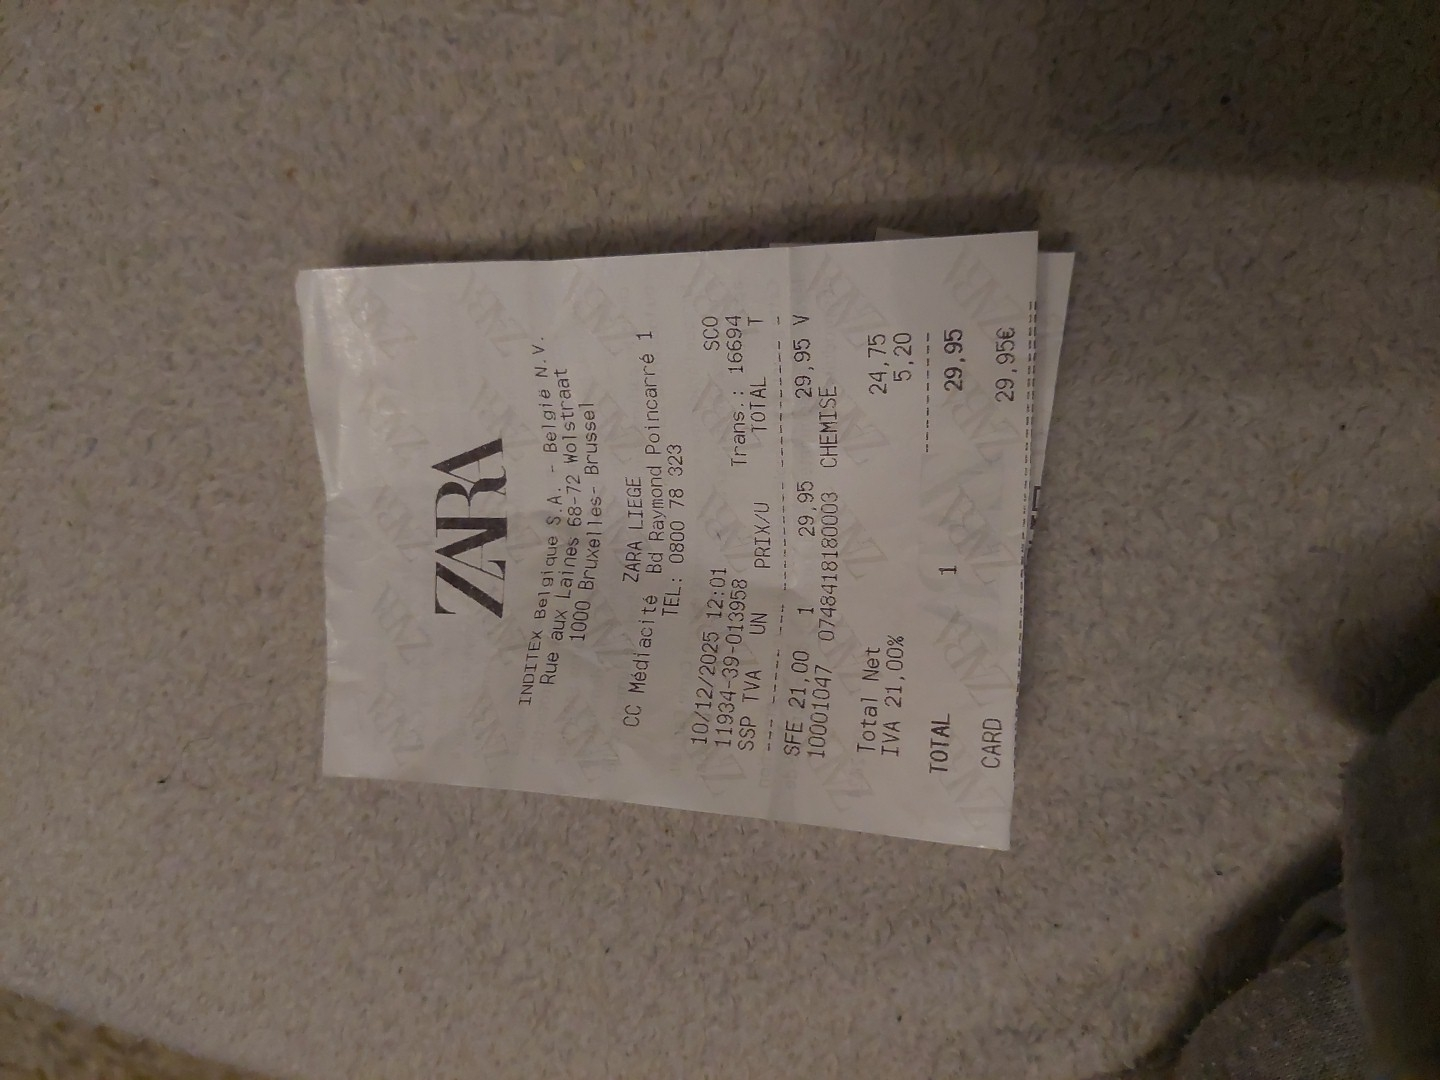 ZARA
INDITEX Belgique S.A. - België N.V.
Rue aux Laines 68-72 Wolstraat
1000 Bruxelles- Brussel
CC Médiacité ZARA LIEGE
Bd Raymond Poincarré 1
TEL: 0800 78 323
10/12/2025 12:01 SCO
11934-39-013958 Trans.: 16694
SSP TVA UN PRIX/U TOTAL T
SFE 21,00 1 29,95 29,95 V
10001047 07484181180003 CHEMISE
Total Net 24,75
IVA 21,00% 5,20
TOTAL 1 29,95
CARD 29,95€